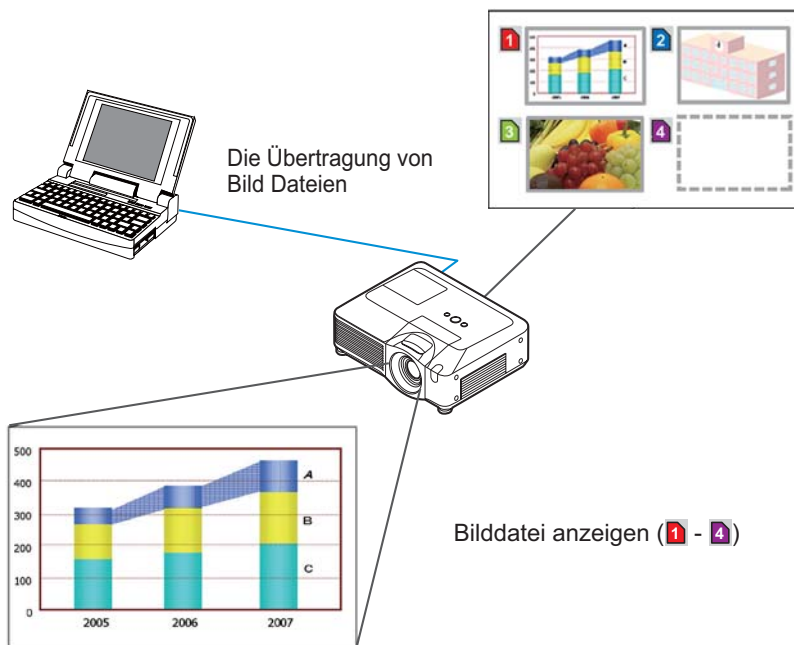 1
2
3
4
Die Übertragung von
Bild Dateien
500
400
300
200
100
0
A
B
C
2005
2006
2007
Bilddatei anzeigen (1 - 4)